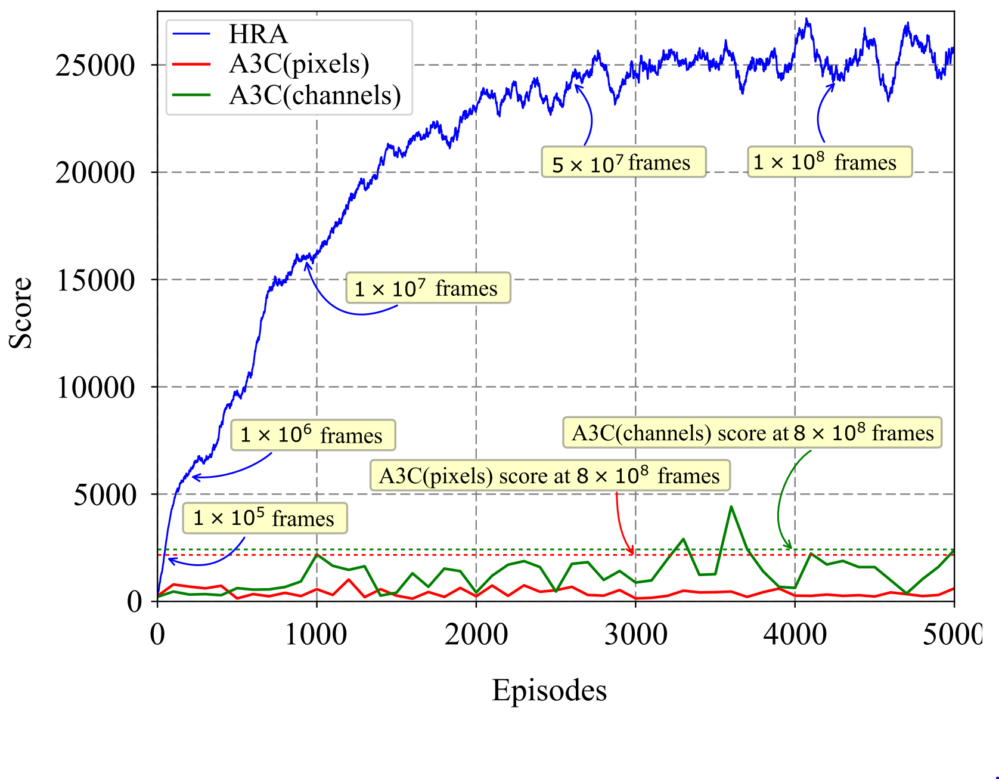 HRA
A3C(pixels)
A3C(channels)
25000
20000
15000
10000
5000
0
Score
5 × 10⁷ frames
1 × 10⁸ frames
1 × 10⁷ frames
1 × 10⁶ frames
A3C(channels) score at 8 × 10⁸ frames
A3C(pixels) score at 8 × 10⁸ frames
1 × 10⁵ frames
0 1000 2000 3000 4000 5000
Episodes